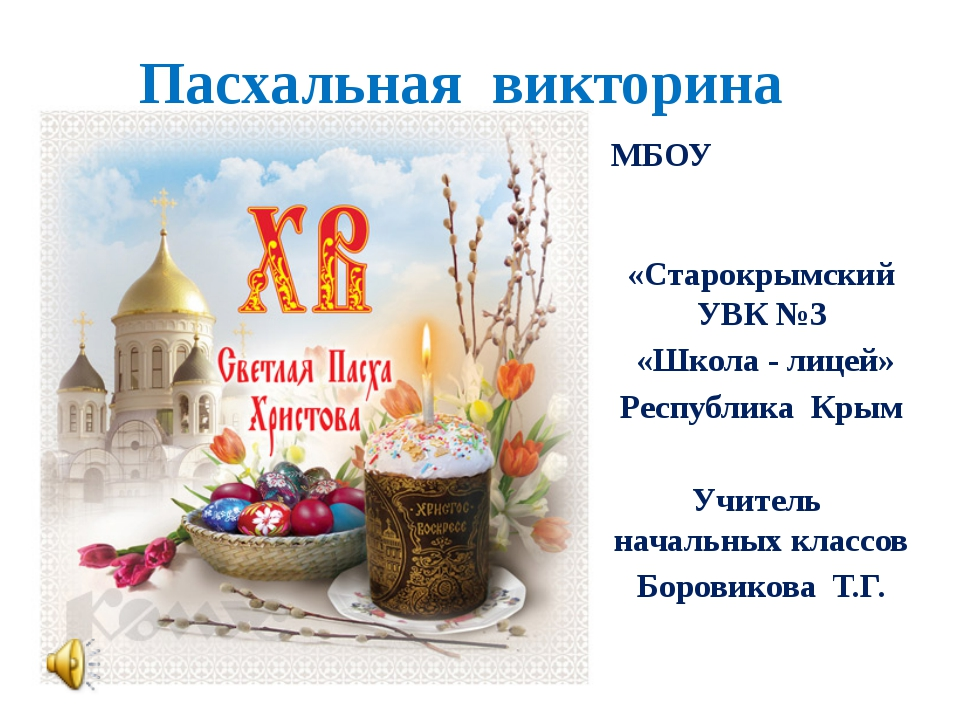 Пасхальная викторина
ХВ
Светлая Пасха
Христова
ХРИСТОС
ВОСКРЕСЕ
МБОУ
«Старокрымский
УВК №3
«Школа - лицей»
Республика Крым
Учитель
начальных классов
Боровикова Т.Г.